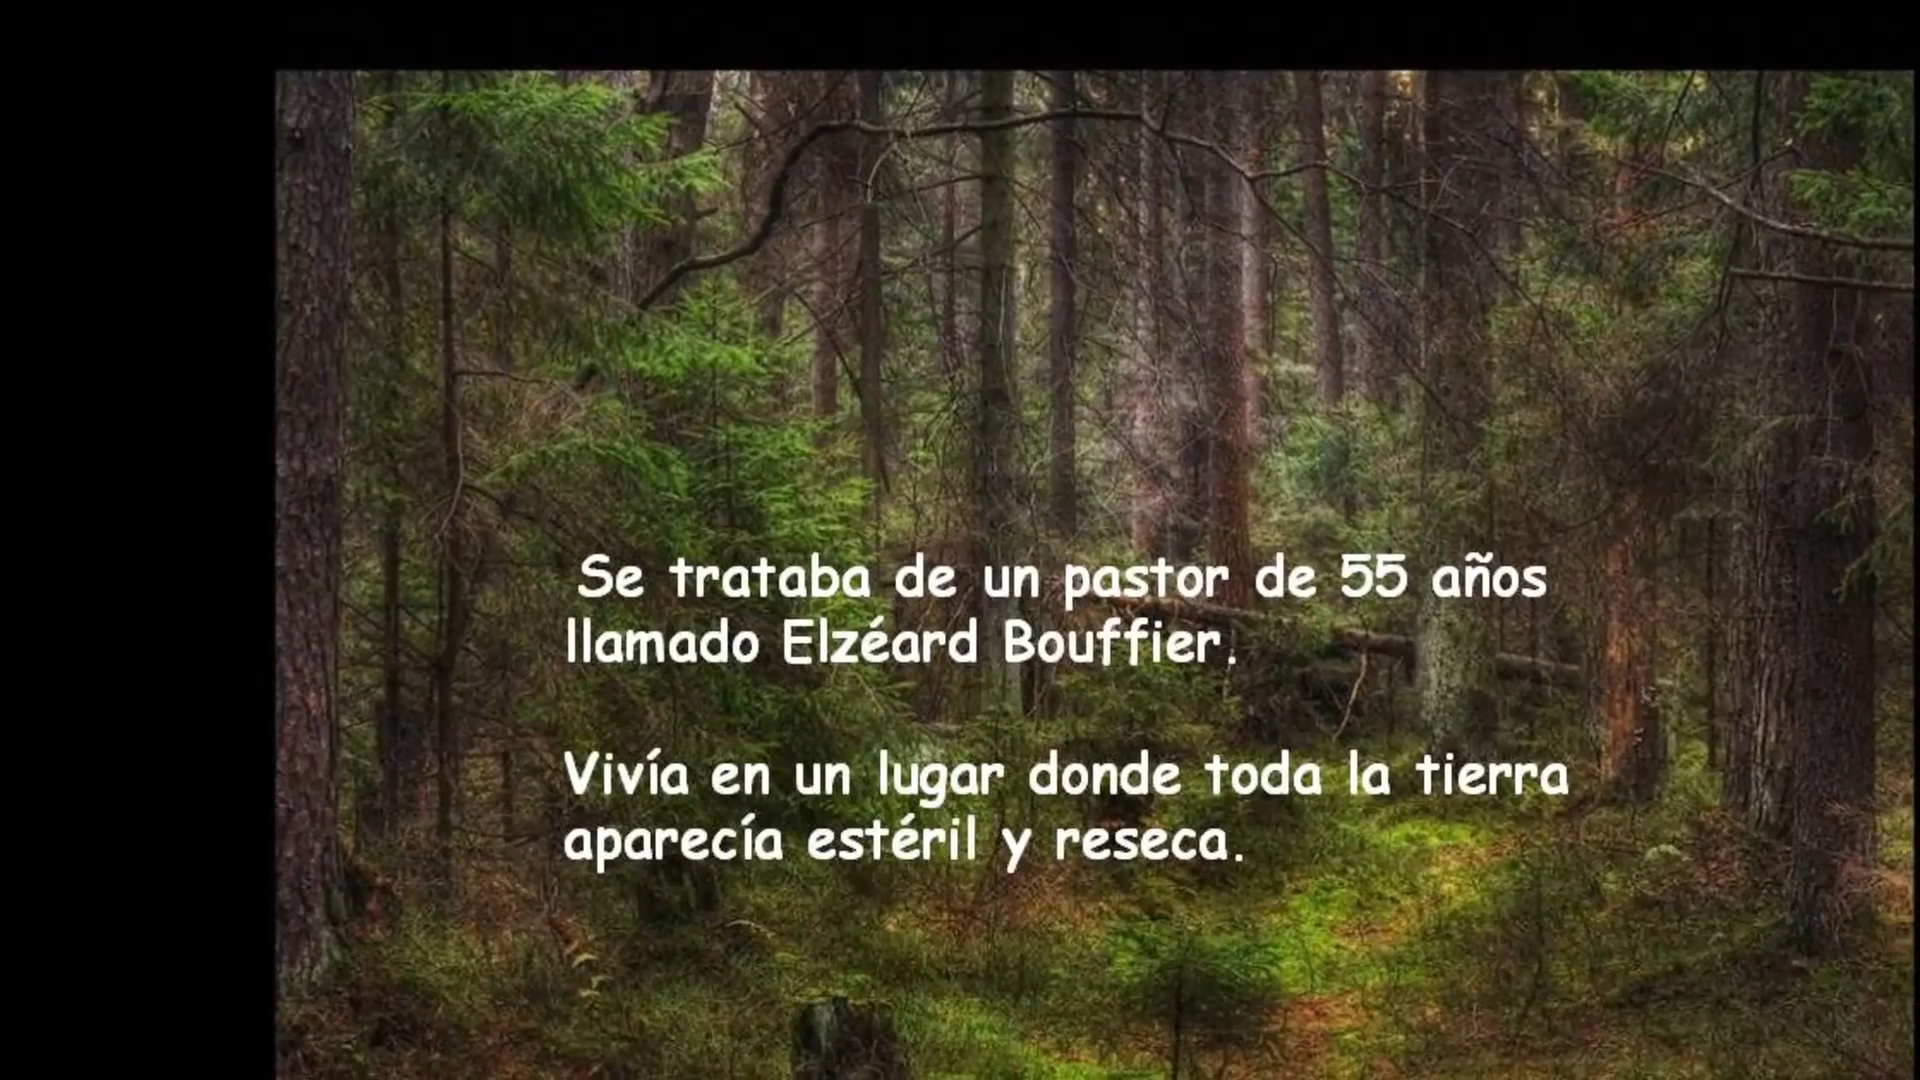 Se trataba de un pastor de 55 años
llamado Elzéard Bouffier.
Vivía en un lugar donde toda la tierra
aparecía estéril y reseca.